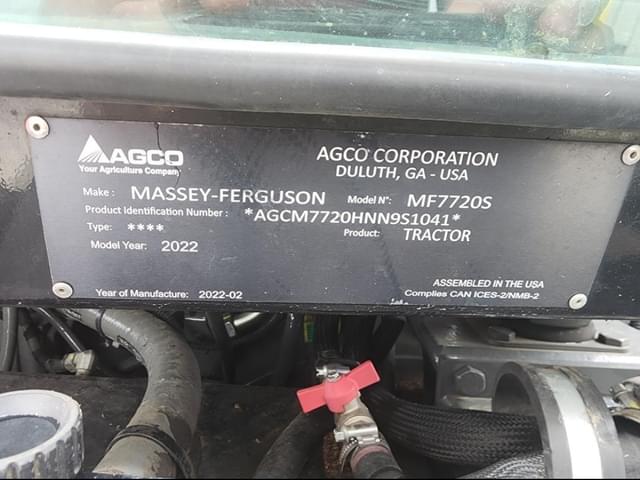 AGCO
Your Agriculture Company
AGCO CORPORATION
DULUTH, GA - USA
Make : MASSEY-FERGUSON Model N°: MF7720S
Product Identification Number : *AGCM7720HNN9S1041*
Type: **** Product: TRACTOR
Model Year: 2022
ASSEMBLED IN THE USA
Year of Manufacture: 2022-02 Complies CAN ICES-2/NMB-2